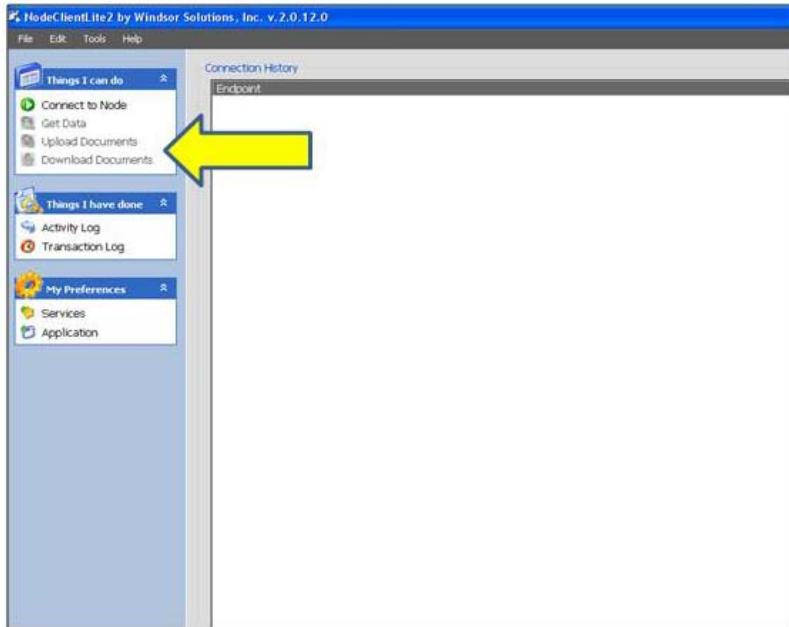 NodeClientLite2 by Windsor Solutions, Inc. v.2.0.12.0
File Edit Tools Help
Things I can do
Connect to Node
Get Data
Upload Documents
Download Documents
Things I have done
Activity Log
Transaction Log
My Preferences
Services
Application
Connection History
Endpoint